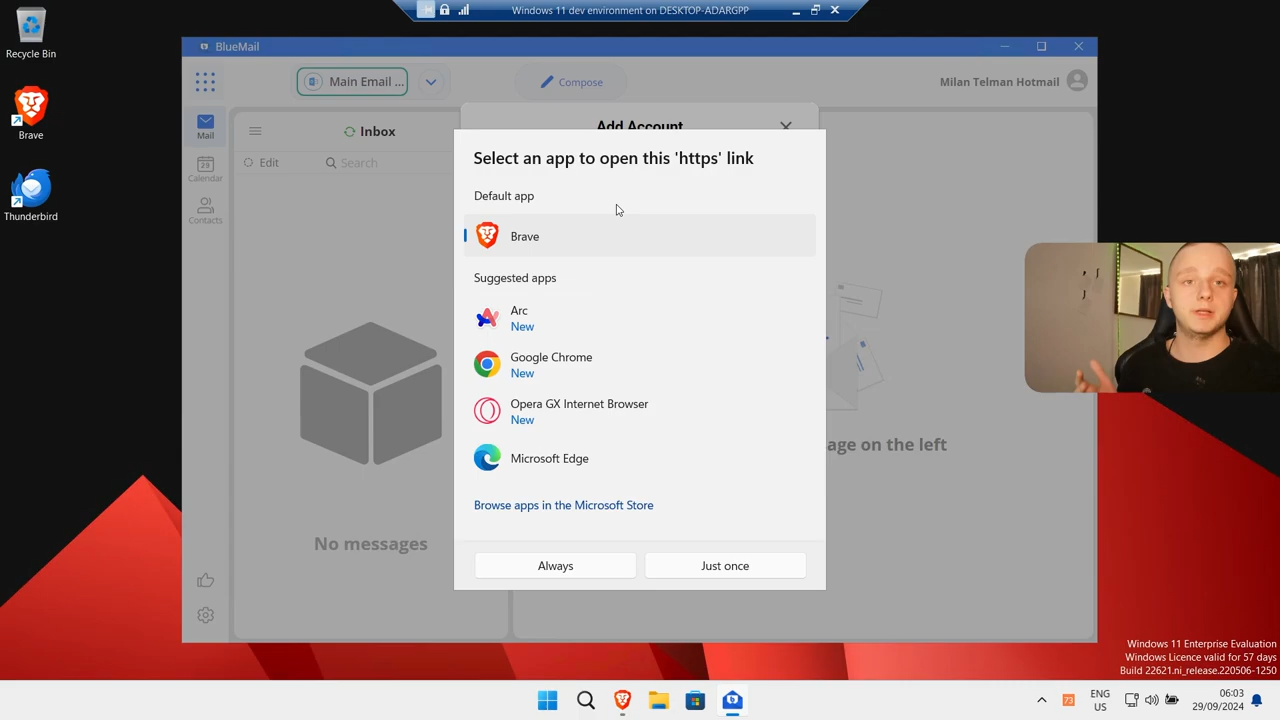 Windows 11 dev environment on DESKTOP-ADARGPP
Recycle Bin
Brave
Thunderbird
BlueMail
Main Email ...
Compose
Milan Telman Hotmail
Mail
29
Calendar
Contacts
Inbox
Edit
Search
No messages
Add Account
age on the left
Select an app to open this 'https' link
Default app
Brave
Suggested apps
Arc
New
Google Chrome
New
Opera GX Internet Browser
New
Microsoft Edge
Browse apps in the Microsoft Store
Always
Just once
Windows 11 Enterprise Evaluation
Windows Licence valid for 57 days
Build 22621.ni_release.220506-1250
73
ENG
US
06:03
29/09/2024